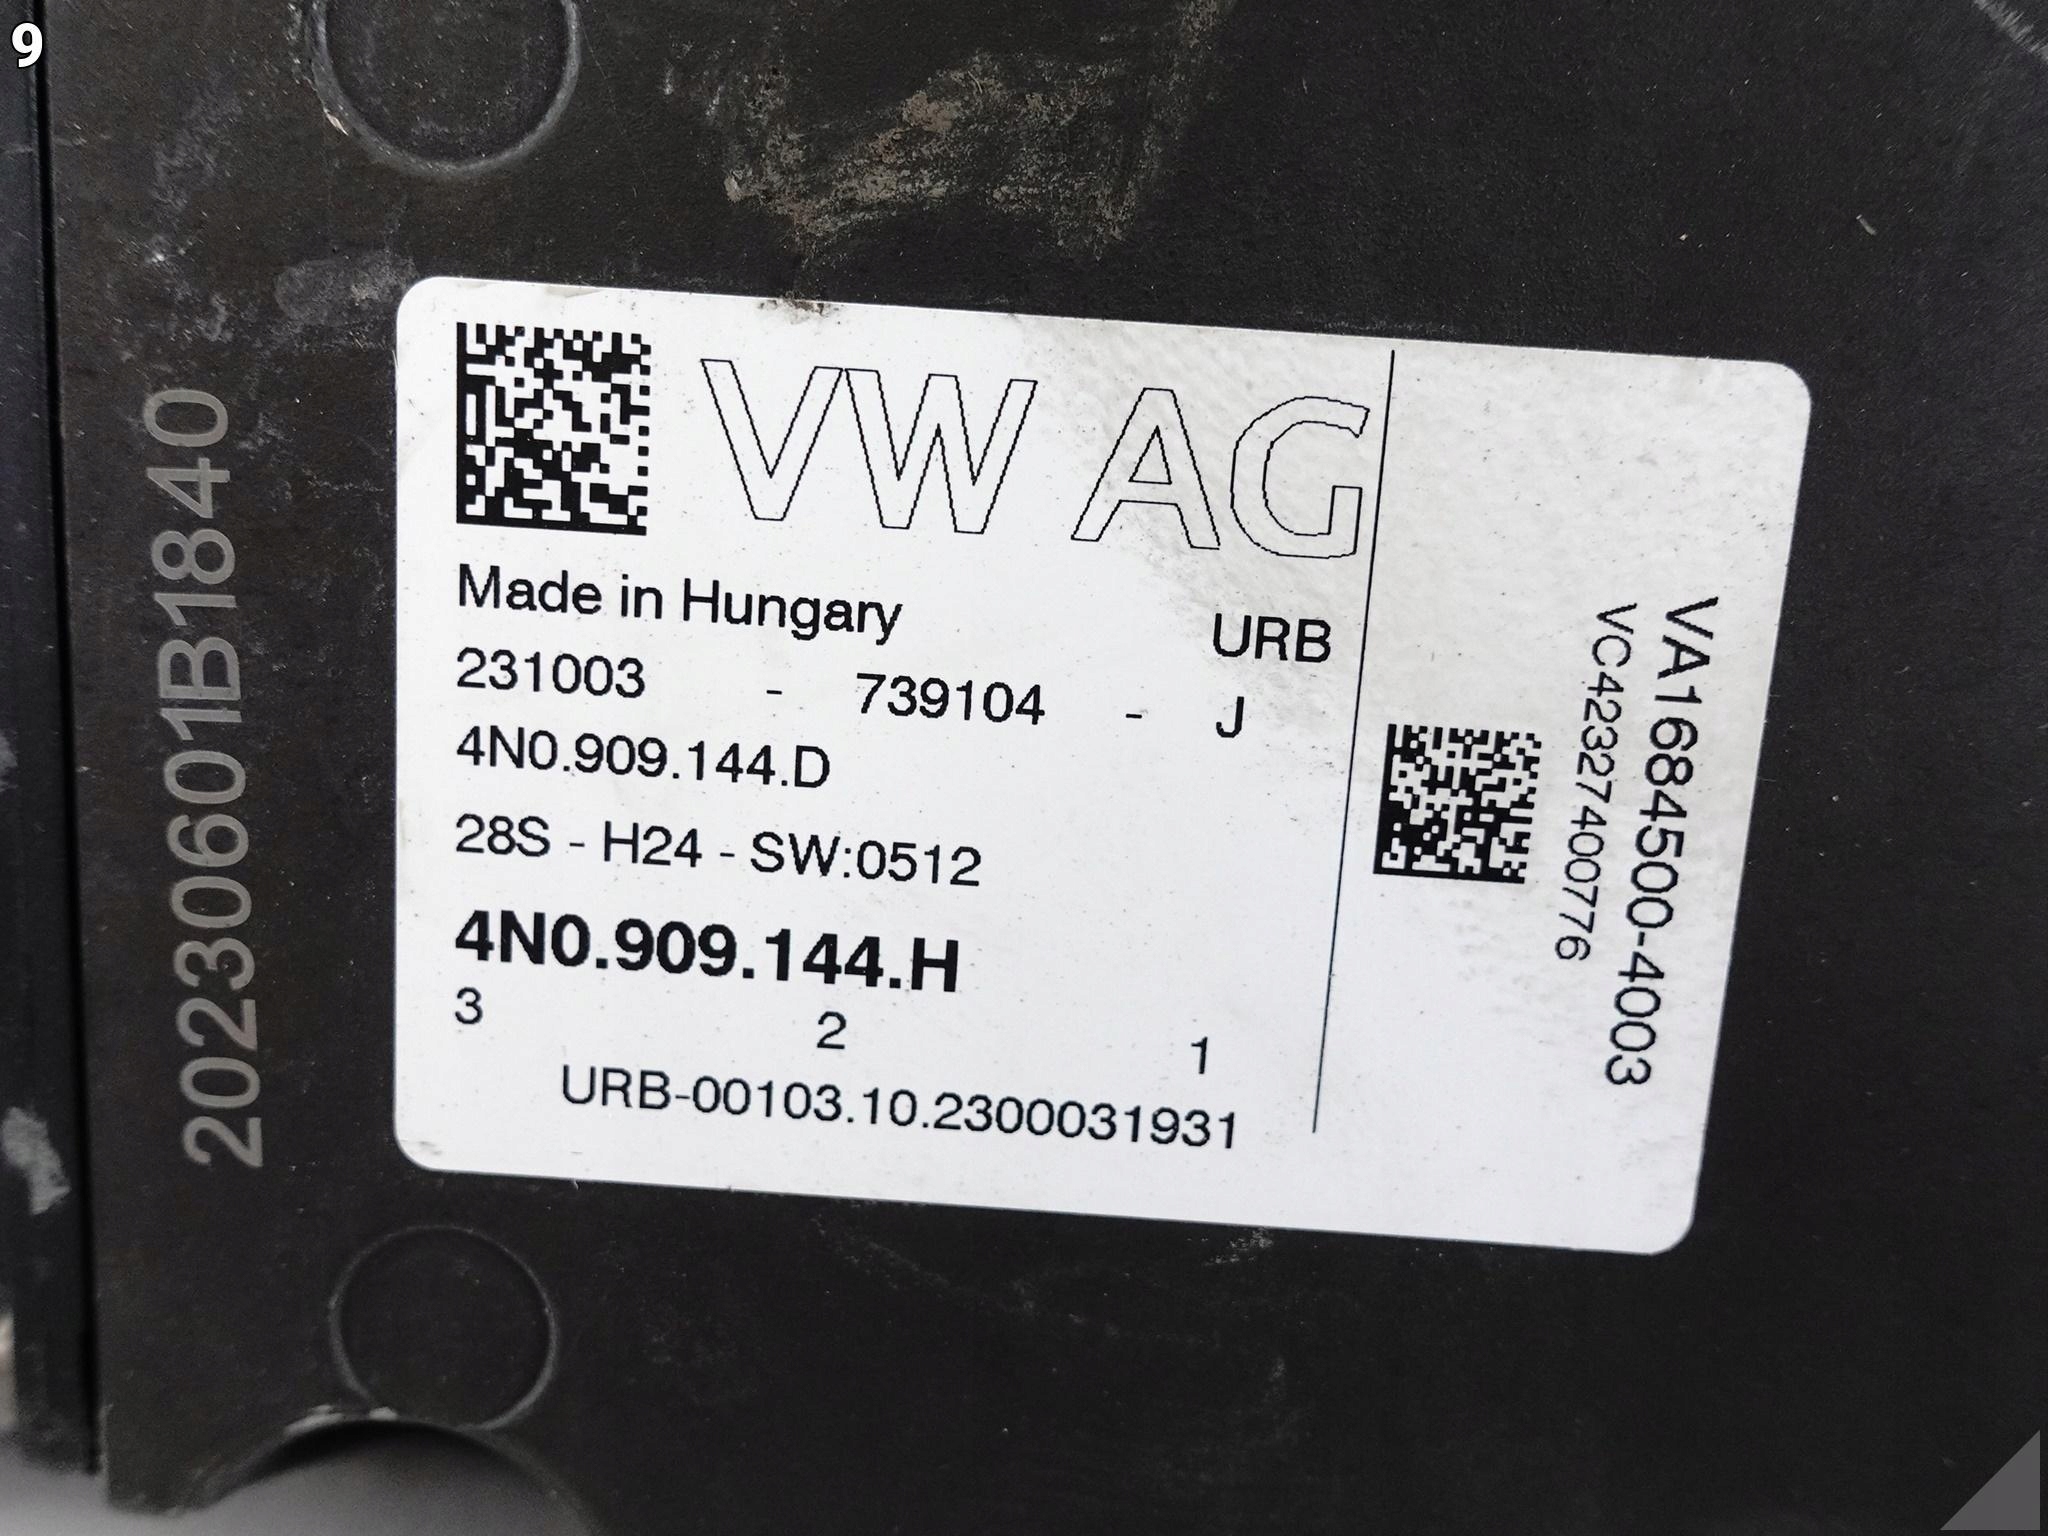 9
20230601B1840
VW AG
Made in Hungary
URB
231003 - 739104 - J
4N0.909.144.D
28S - H24 - SW:0512
4N0.909.144.H
3 2 1
URB-00103.10.2300031931
VA1684500-4003
VC42327400776